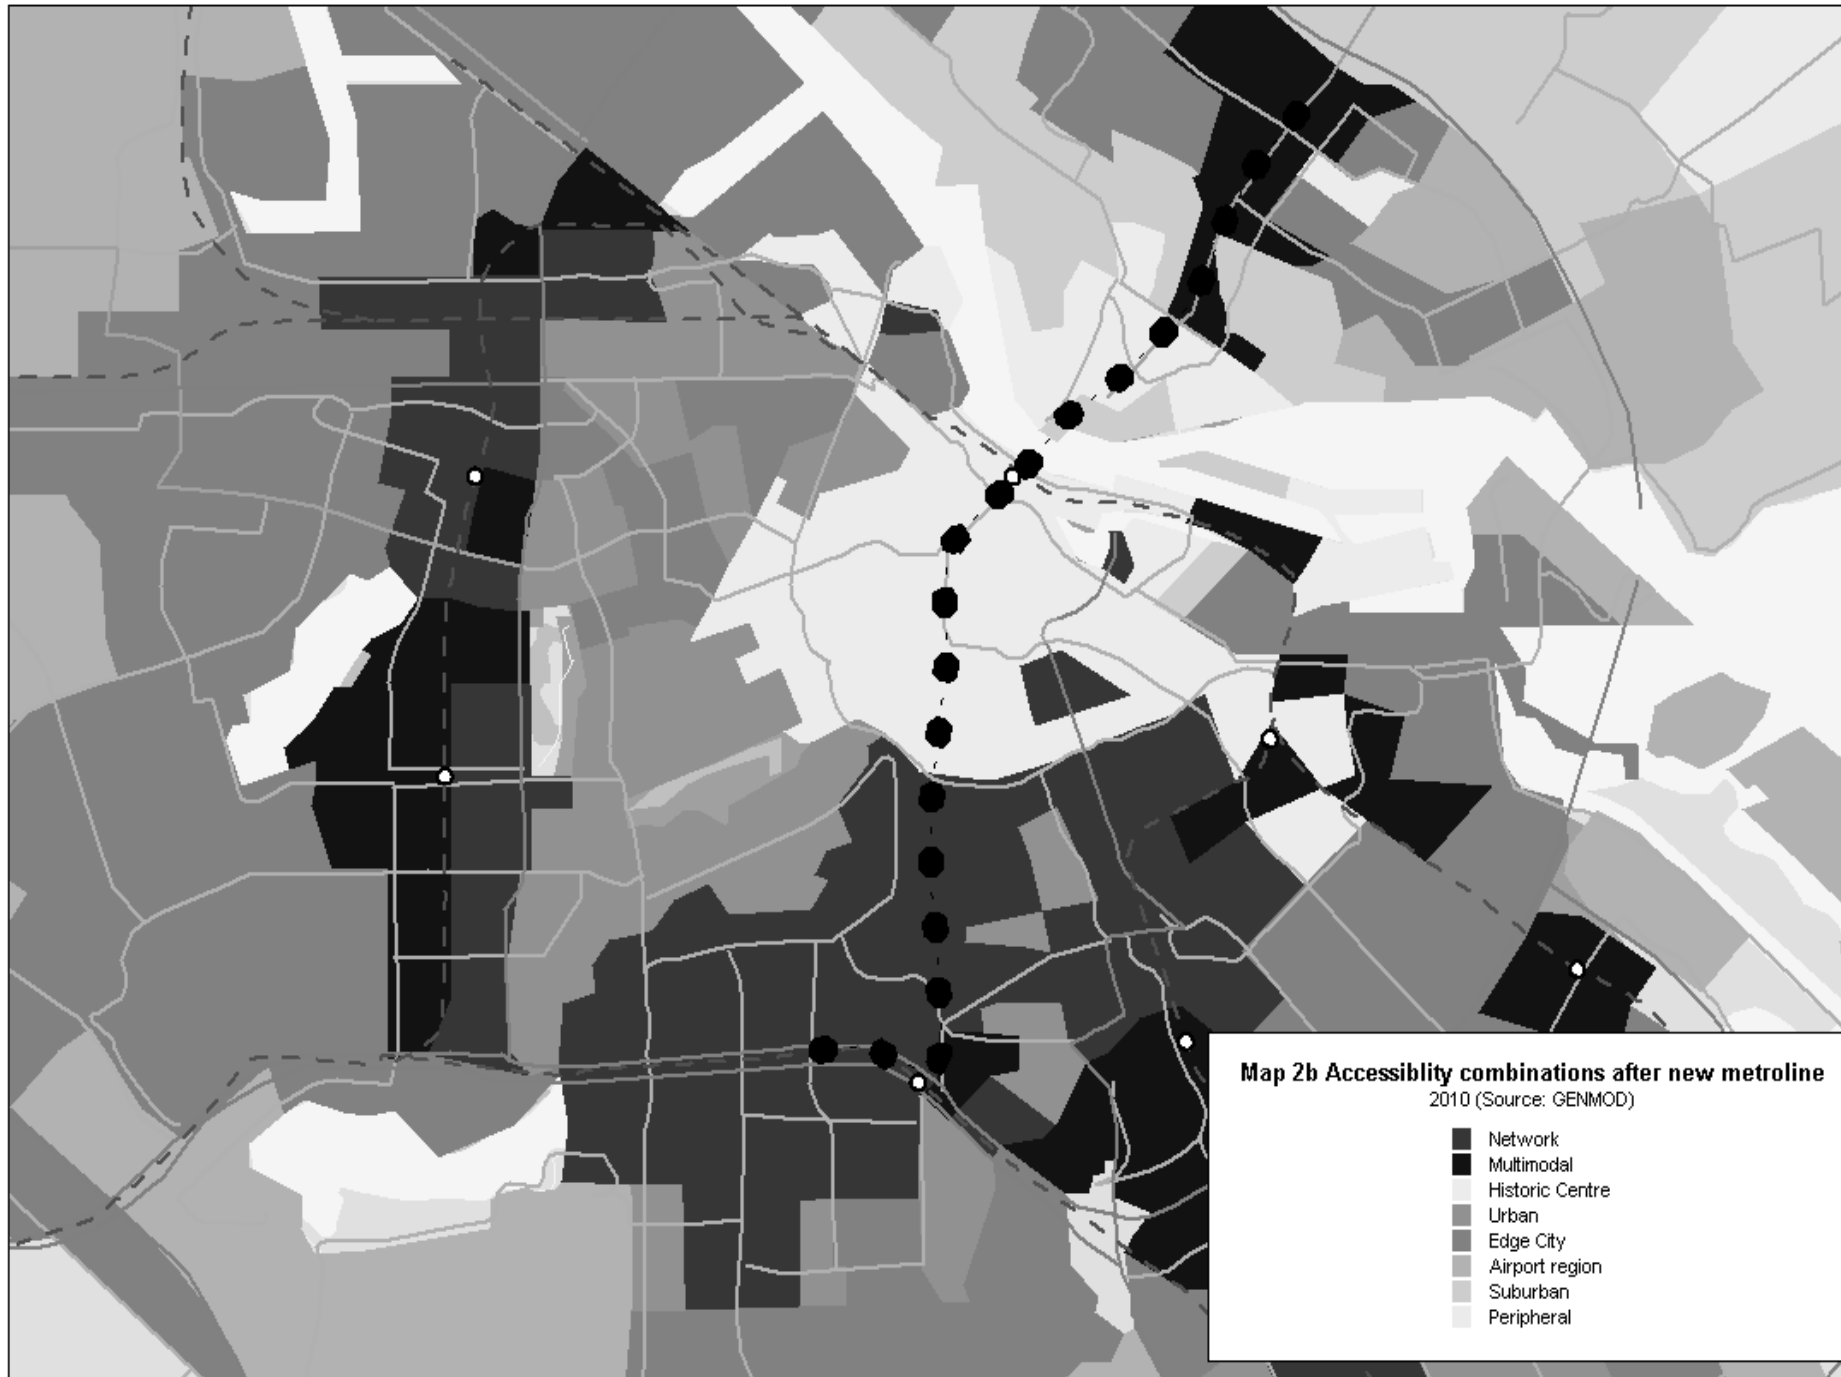 Map 2b Accessiblity combinations after new metroline
2010 (Source: GENMOD)
Network
Multimodal
Historic Centre
Urban
Edge City
Airport region
Suburban
Peripheral